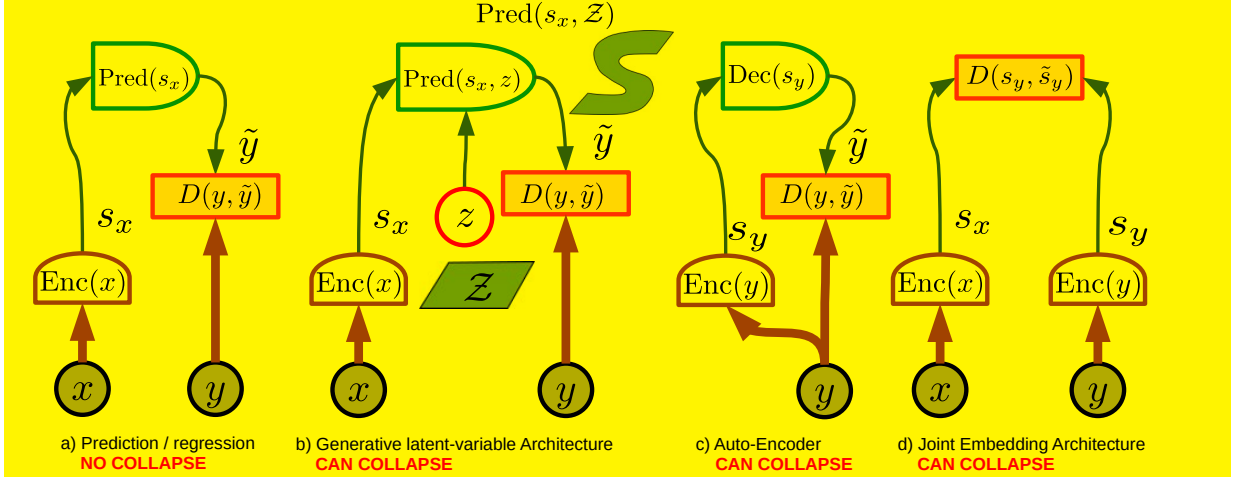 Pred(s_x, 𝒵)
Pred(s_x)
ỹ
D(y, ỹ)
s_x
Enc(x)
x
y
a) Prediction / regression
NO COLLAPSE
Pred(s_x, z)
ỹ
z
D(y, ỹ)
s_x
Enc(x)
𝒵
x
y
b) Generative latent-variable Architecture
CAN COLLAPSE
Dec(s_y)
ỹ
D(y, ỹ)
s_y
Enc(y)
y
c) Auto-Encoder
CAN COLLAPSE
D(s_y, s̃_y)
s_x
s_y
Enc(x)
Enc(y)
x
y
d) Joint Embedding Architecture
CAN COLLAPSE